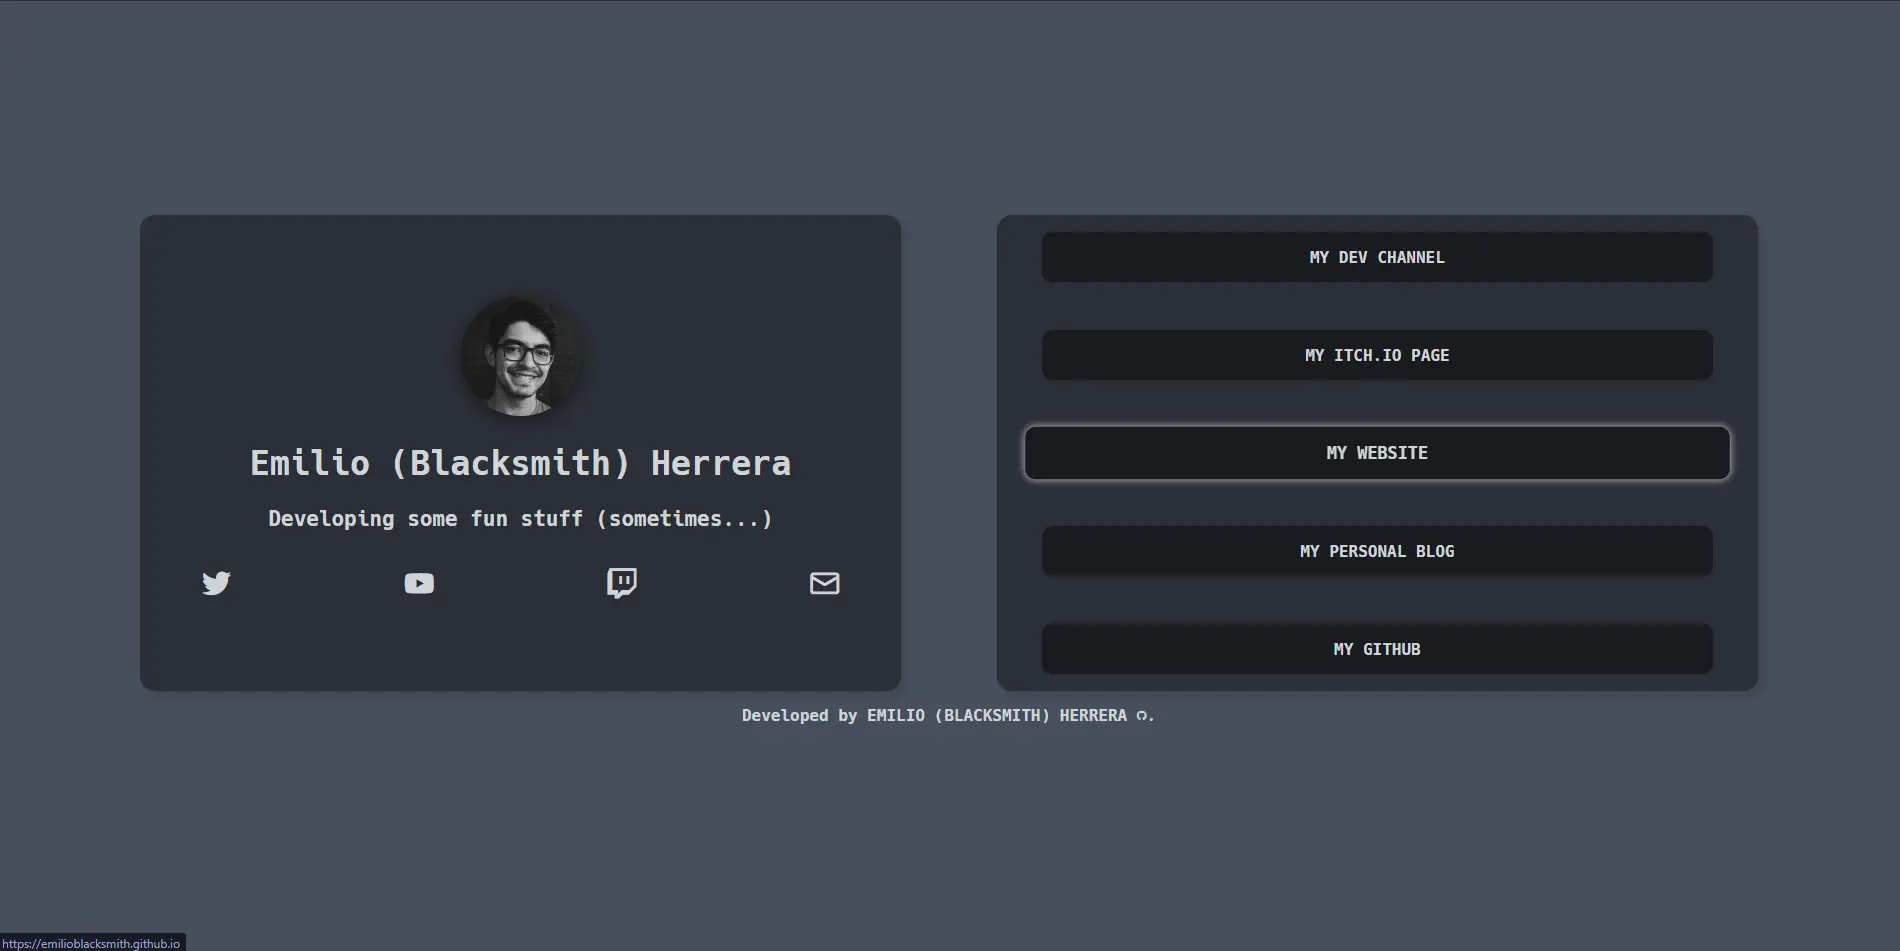 Emilio (Blacksmith) Herrera
Developing some fun stuff (sometimes...)
MY DEV CHANNEL
MY ITCH.IO PAGE
MY WEBSITE
MY PERSONAL BLOG
MY GITHUB
Developed by EMILIO (BLACKSMITH) HERRERA .
https://emilioblacksmith.github.io